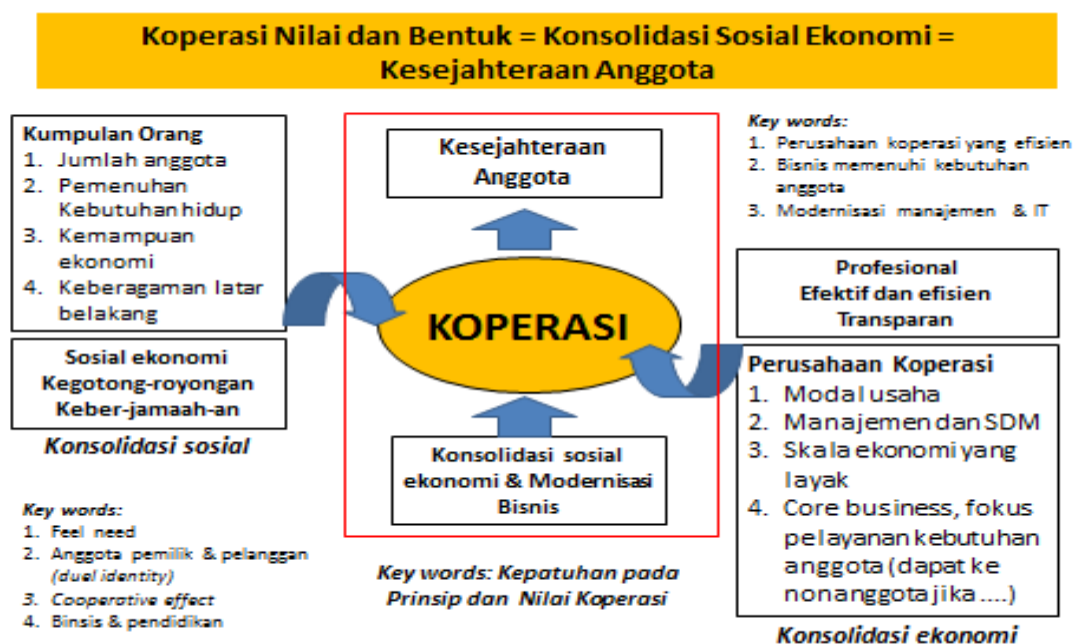 Koperasi Nilai dan Bentuk = Konsolidasi Sosial Ekonomi =
Kesejahteraan Anggota
Kumpulan Orang
1. Jumlah anggota
2. Pemenuhan
Kebutuhan hidup
3. Kemampuan
ekonomi
4. Keberagaman latar
belakang
Sosial ekonomi
Kegotong-royongan
Keber-jamaah-an
Konsolidasi sosial
Key words:
1. Feel need
2. Anggota pemilik & pelanggan
(duel identity)
3. Cooperative effect
4. Binsis & pendidikan
Kesejahteraan
Anggota
KOPERASI
Konsolidasi sosial
ekonomi & Modernisasi
Bisnis
Key words: Kepatuhan pada
Prinsip dan Nilai Koperasi
Key words:
1. Perusahaan koperasi yang efisien
2. Bisnis memenuhi kebutuhan
anggota
3. Modernisasi manajemen & IT
Profesional
Efektif dan efisien
Transparan
Perusahaan Koperasi
1. Modal usaha
2. Manajemen dan SDM
3. Skala ekonomi yang
layak
4. Core business, fokus
pelayanan kebutuhan
anggota (dapat ke
non anggota jika ....)
Konsolidasi ekonomi